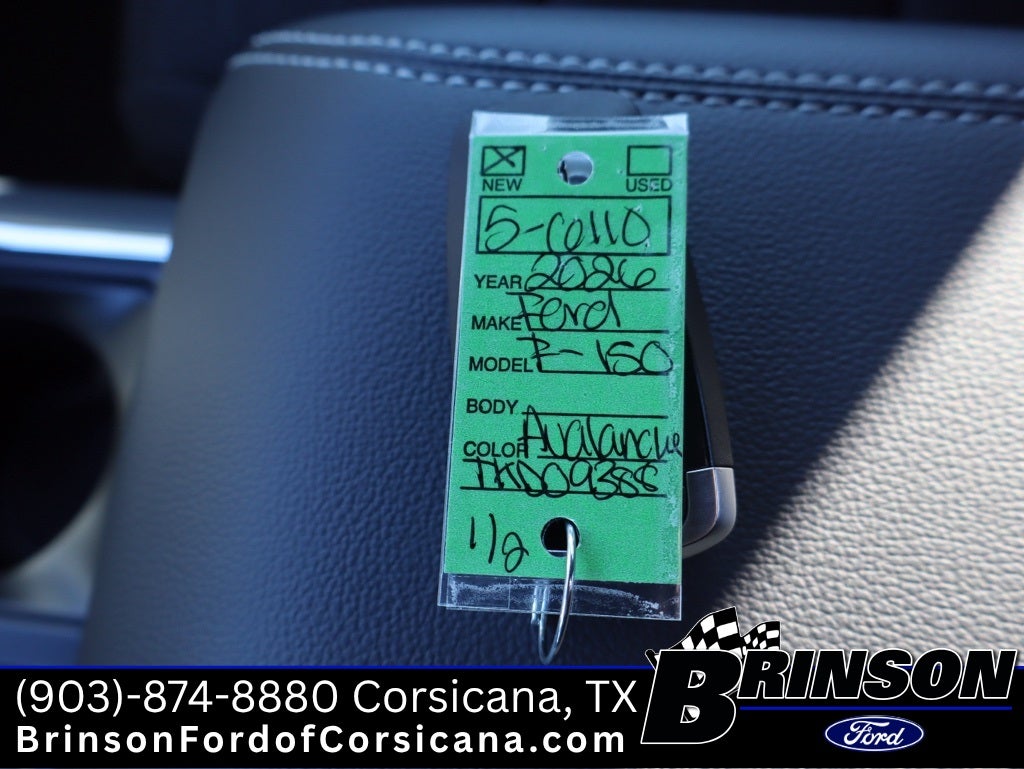 NEW USED
5-6110
YEAR 2026
MAKE Ford
MODEL F-150
BODY
COLOR Avalanche
TKD09388
1/2
(903)-874-8880 Corsicana, TX
BrinsonFordofCorsicana.com
BRINSON
Ford